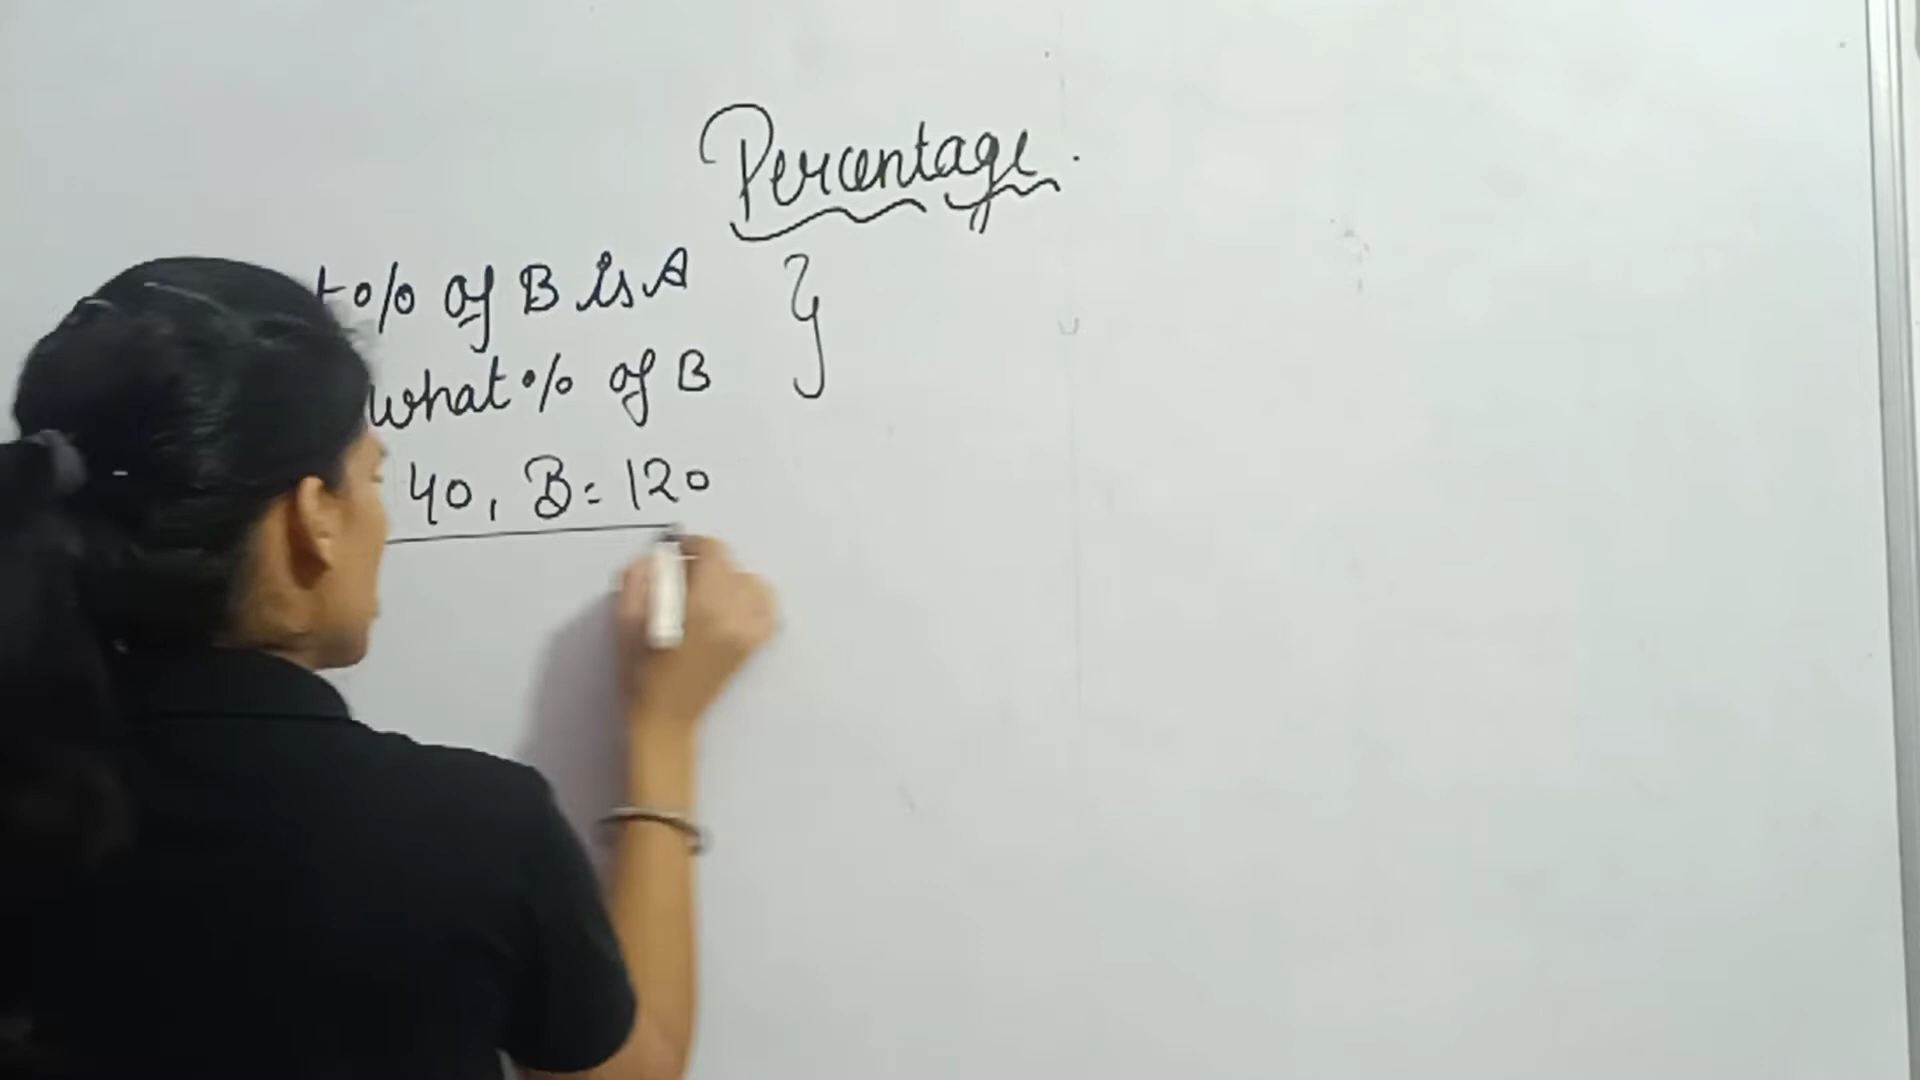 Percentage.
t % of B is A
what % of B
40, B = 120